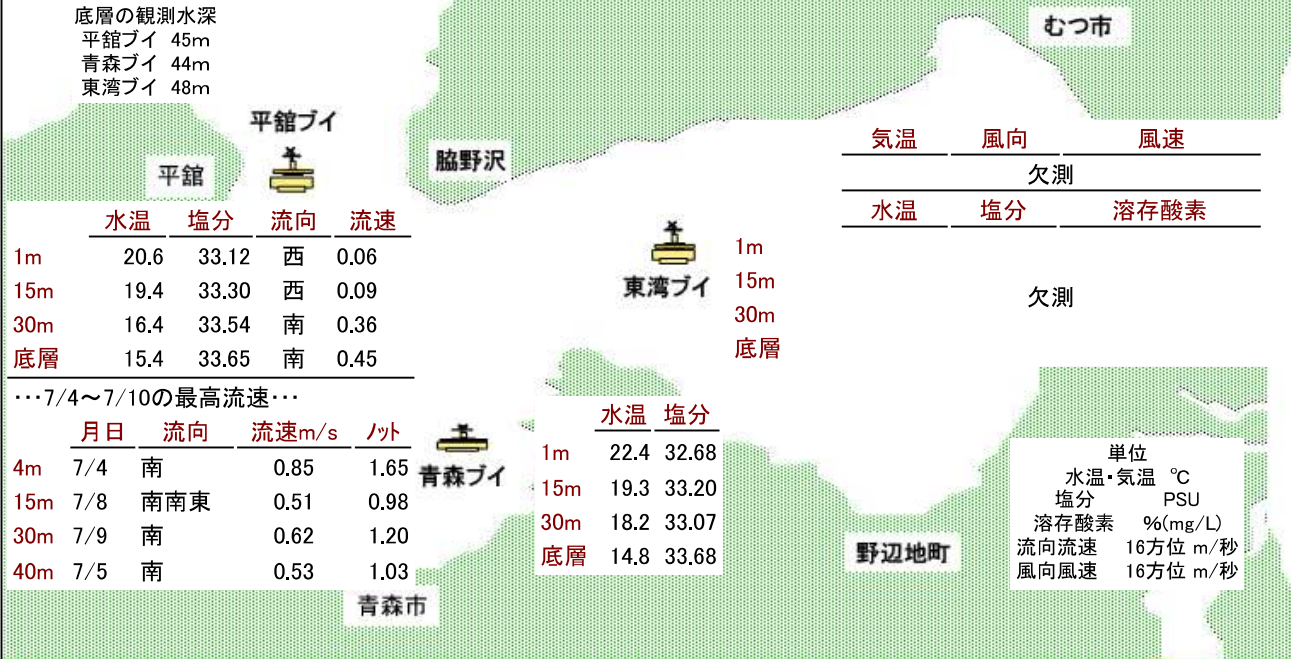 底層の観測水深
平舘ブイ 45m
青森ブイ 44m
東湾ブイ 48m
むつ市
平舘ブイ
脇野沢
平舘
気温 風向 風速
欠測
水温 塩分 溶存酸素
欠測
東湾ブイ
1m
15m
30m
底層
水温 塩分 流向 流速
1m 20.6 33.12 西 0.06
15m 19.4 33.30 西 0.09
30m 16.4 33.54 南 0.36
底層 15.4 33.65 南 0.45
…7/4～7/10の最高流速…
月日 流向 流速m/s ノット
4m 7/4 南 0.85 1.65
15m 7/8 南南東 0.51 0.98
30m 7/9 南 0.62 1.20
40m 7/5 南 0.53 1.03
青森ブイ
水温 塩分
1m 22.4 32.68
15m 19.3 33.20
30m 18.2 33.07
底層 14.8 33.68
単位
水温・気温 ℃
塩分 PSU
溶存酸素 %(mg/L)
流向流速 16方位 m/秒
風向風速 16方位 m/秒
野辺地町
青森市